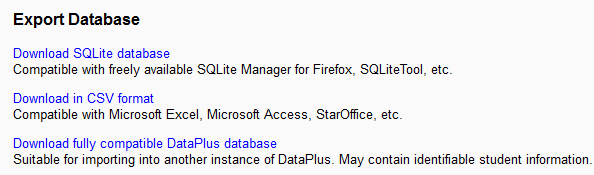 Export Database
Download SQLite database
Compatible with freely available SQLite Manager for Firefox, SQLiteTool, etc.
Download in CSV format
Compatible with Microsoft Excel, Microsoft Access, StarOffice, etc.
Download fully compatible DataPlus database
Suitable for importing into another instance of DataPlus. May contain identifiable student information.